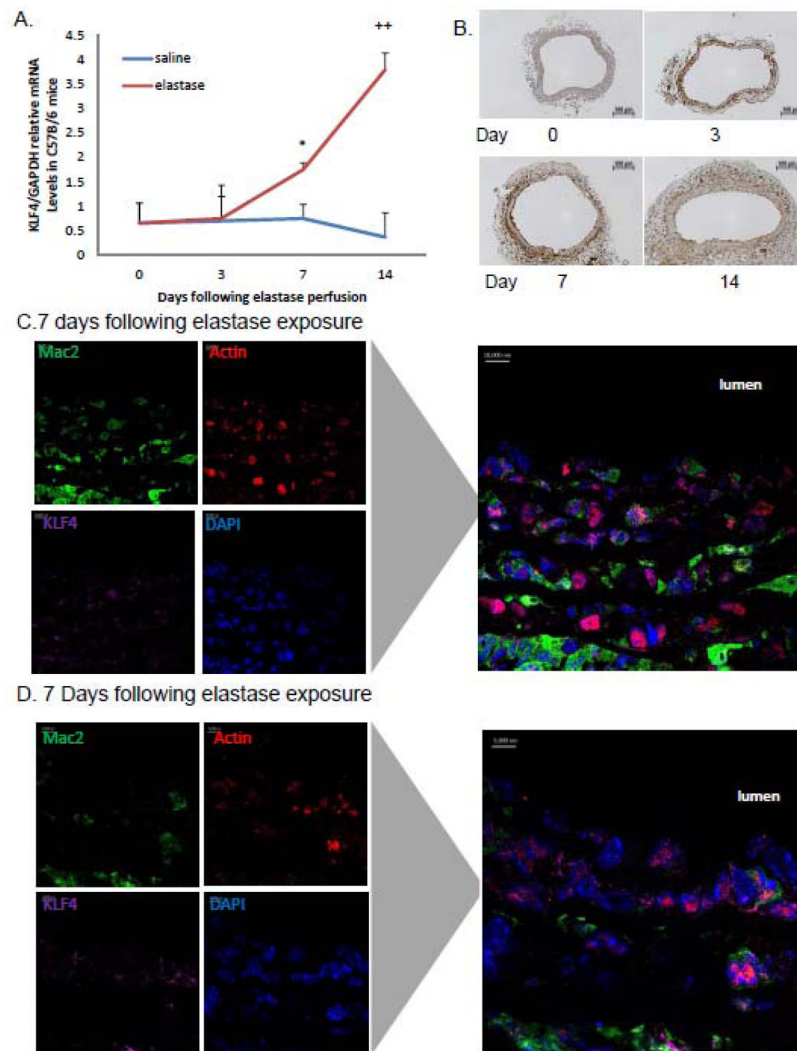 A.
++
4.5
4
3.5
3
2.5
2
1.5
1
0.5
0
saline
elastase
*
KLF4/GAPDH relative mRNA
Levels in C57B/6 mice
0 3 7 14
Days following elastase perfusion
B.
Day 0 3
Day 7 14
C.7 days following elastase exposure
Mac2 Actin
KLF4 DAPI
lumen
D. 7 Days following elastase exposure
Mac2 Actin
KLF4 DAPI
lumen